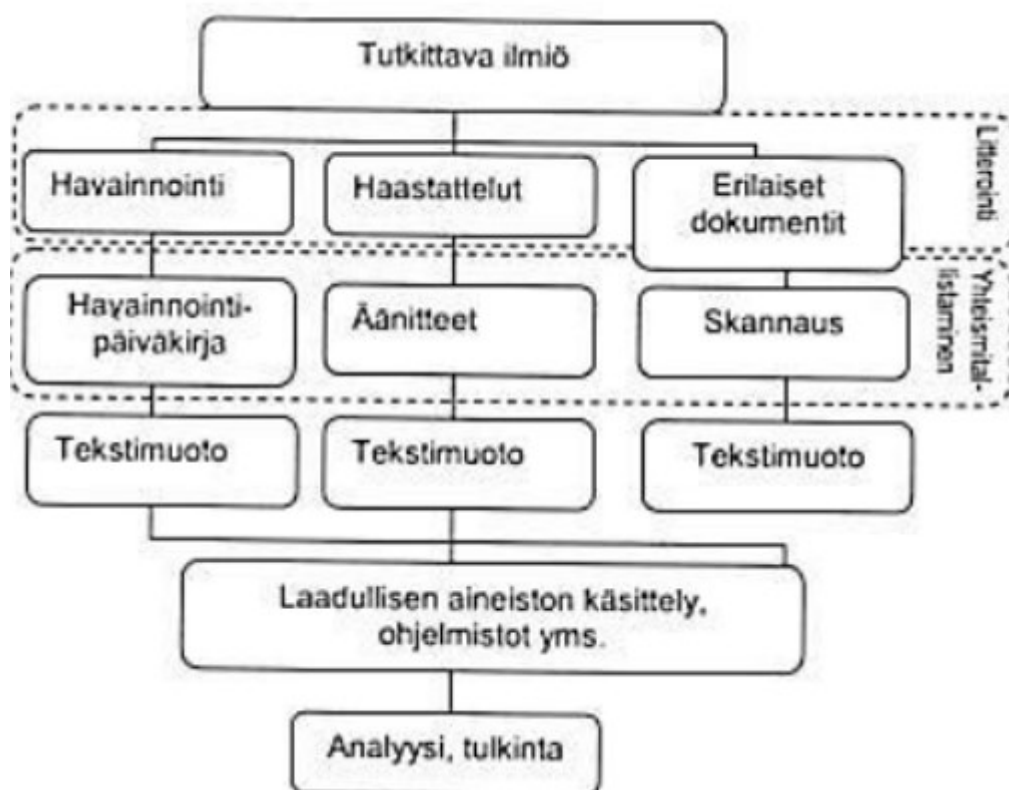 Tutkittava ilmiö
Havainnointi
Haastattelut
Erilaiset
dokumentit
Litterointi
Havainnointi-
päiväkirja
Äänitteet
Skannaus
Yhteismital-
listaminen
Tekstimuoto
Tekstimuoto
Tekstimuoto
Laadullisen aineiston käsittely,
ohjelmistot yms.
Analyysi, tulkinta